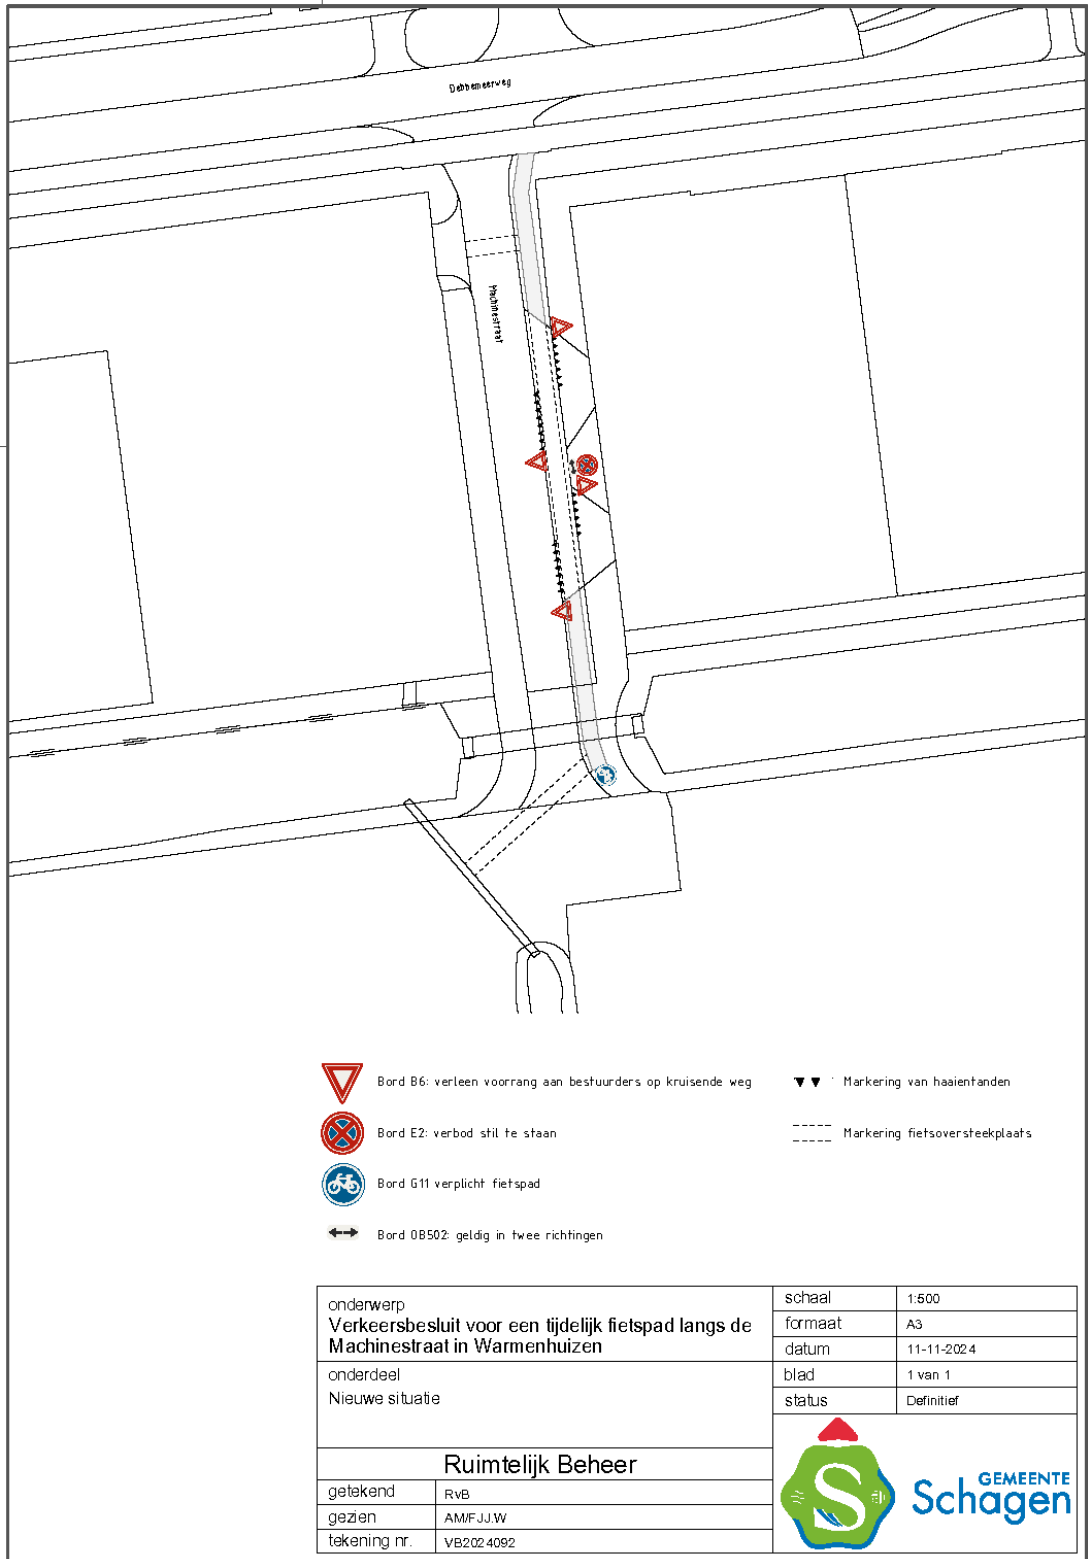 Debbemeerweg
Machinestraat
Bord B6: verleen voorrang aan bestuurders op kruisende weg
Markering van haaientanden
Bord E2: verbod stil te staan
Markering fietsoversteekplaats
Bord G11 verplicht fietspad
Bord OB502: geldig in twee richtingen
onderwerp
Verkeersbesluit voor een tijdelijk fietspad langs de
Machinestraat in Warmenhuizen
onderdeel
Nieuwe situatie
Ruimtelijk Beheer
getekend RvB
gezien AM/FJJ.W
tekening nr. VB2024092
schaal 1:500
formaat A3
datum 11-11-2024
blad 1 van 1
status Definitief
S
GEMEENTE
Schagen